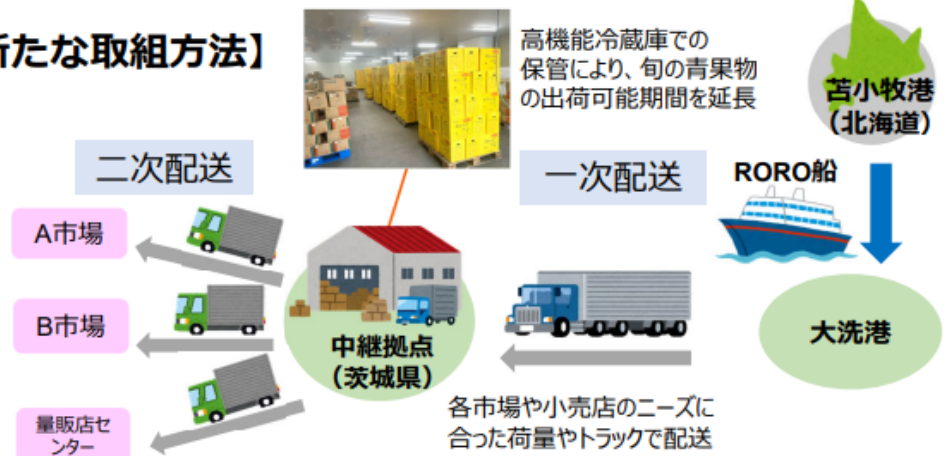 たな取組方法】
高機能冷蔵庫での
保管により、旬の青果物
の出荷可能期間を延長
苫小牧港
（北海道）
二次配送
一次配送
RORO船
A市場
B市場
量販店セ
ンター
中継拠点
（茨城県）
大洗港
各市場や小売店のニーズに
合った荷量やトラックで配送